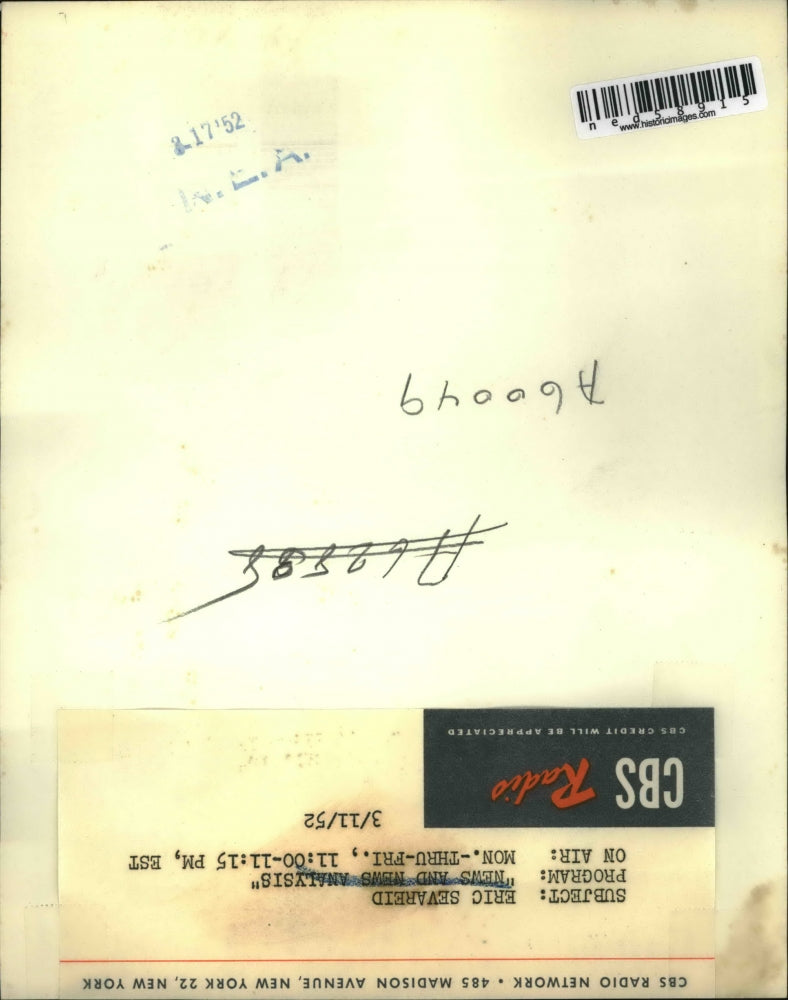 ned58915
www.historicimages.com
3-17'52
N.E.A.
A60049
CBS RADIO NETWORK • 485 MADISON AVENUE, NEW YORK 22, NEW YORK
SUBJECT: ERIC SEVAREID
PROGRAM: "NEWS AND NEWS ANALYSIS"
ON AIR: MON.-THRU-FRI., 11:00-11:15 PM, EST
3/11/52
CBS Radio
CBS CREDIT WILL BE APPRECIATED